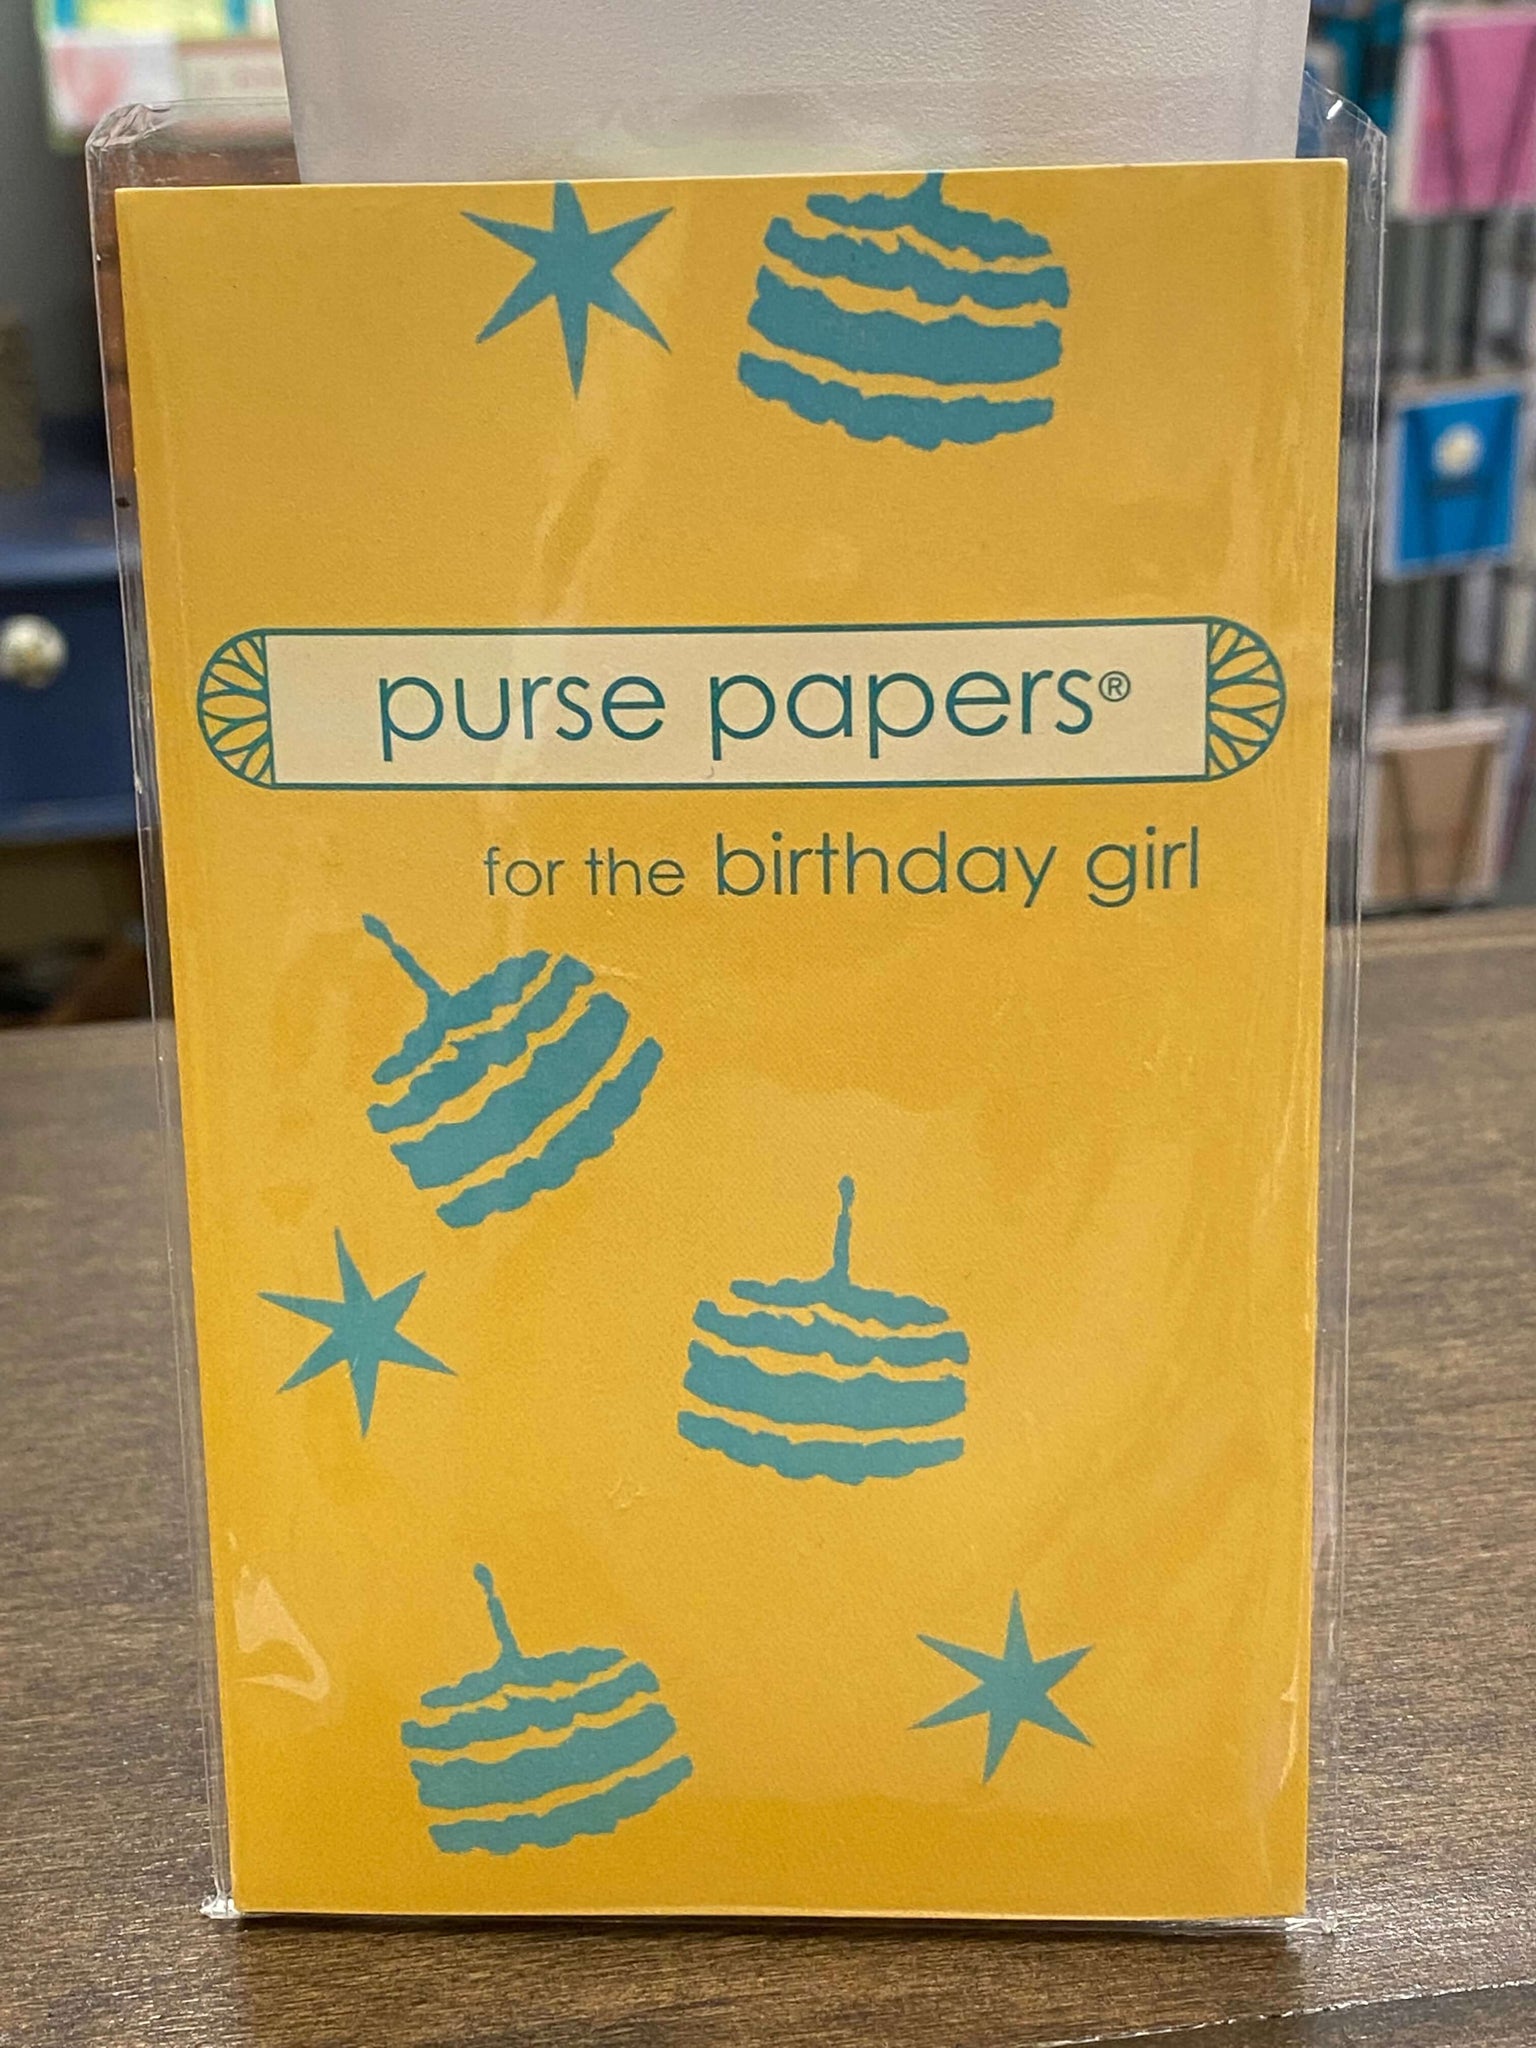 purse papers®
for the birthday girl